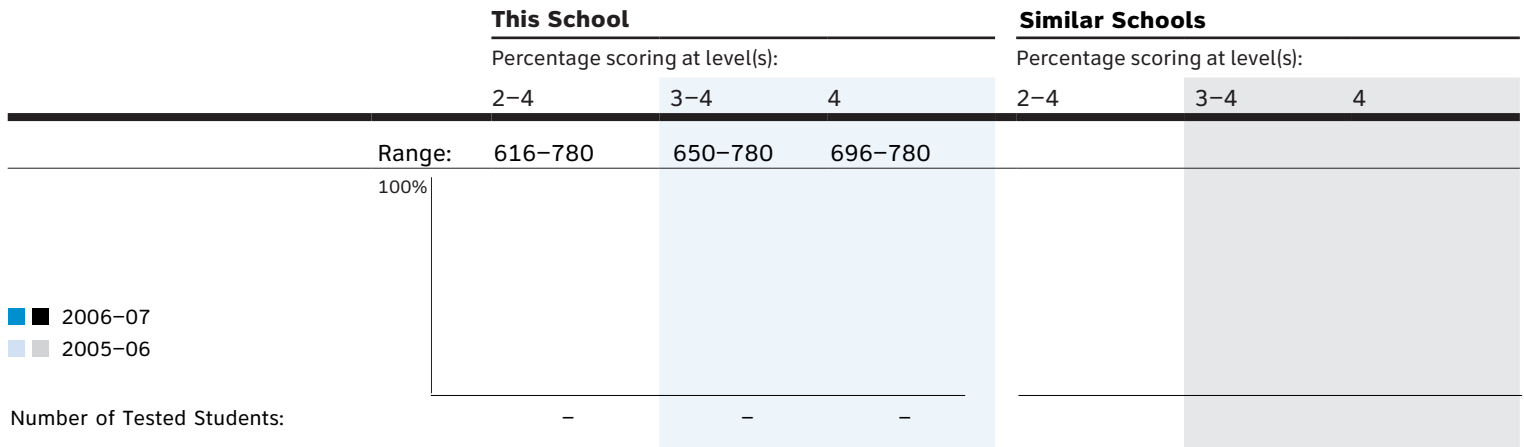 This School Similar Schools
Percentage scoring at level(s): Percentage scoring at level(s):
2–4 3–4 4 2–4 3–4 4
Range: 616–780 650–780 696–780
100%
2006–07
2005–06
Number of Tested Students: – – –